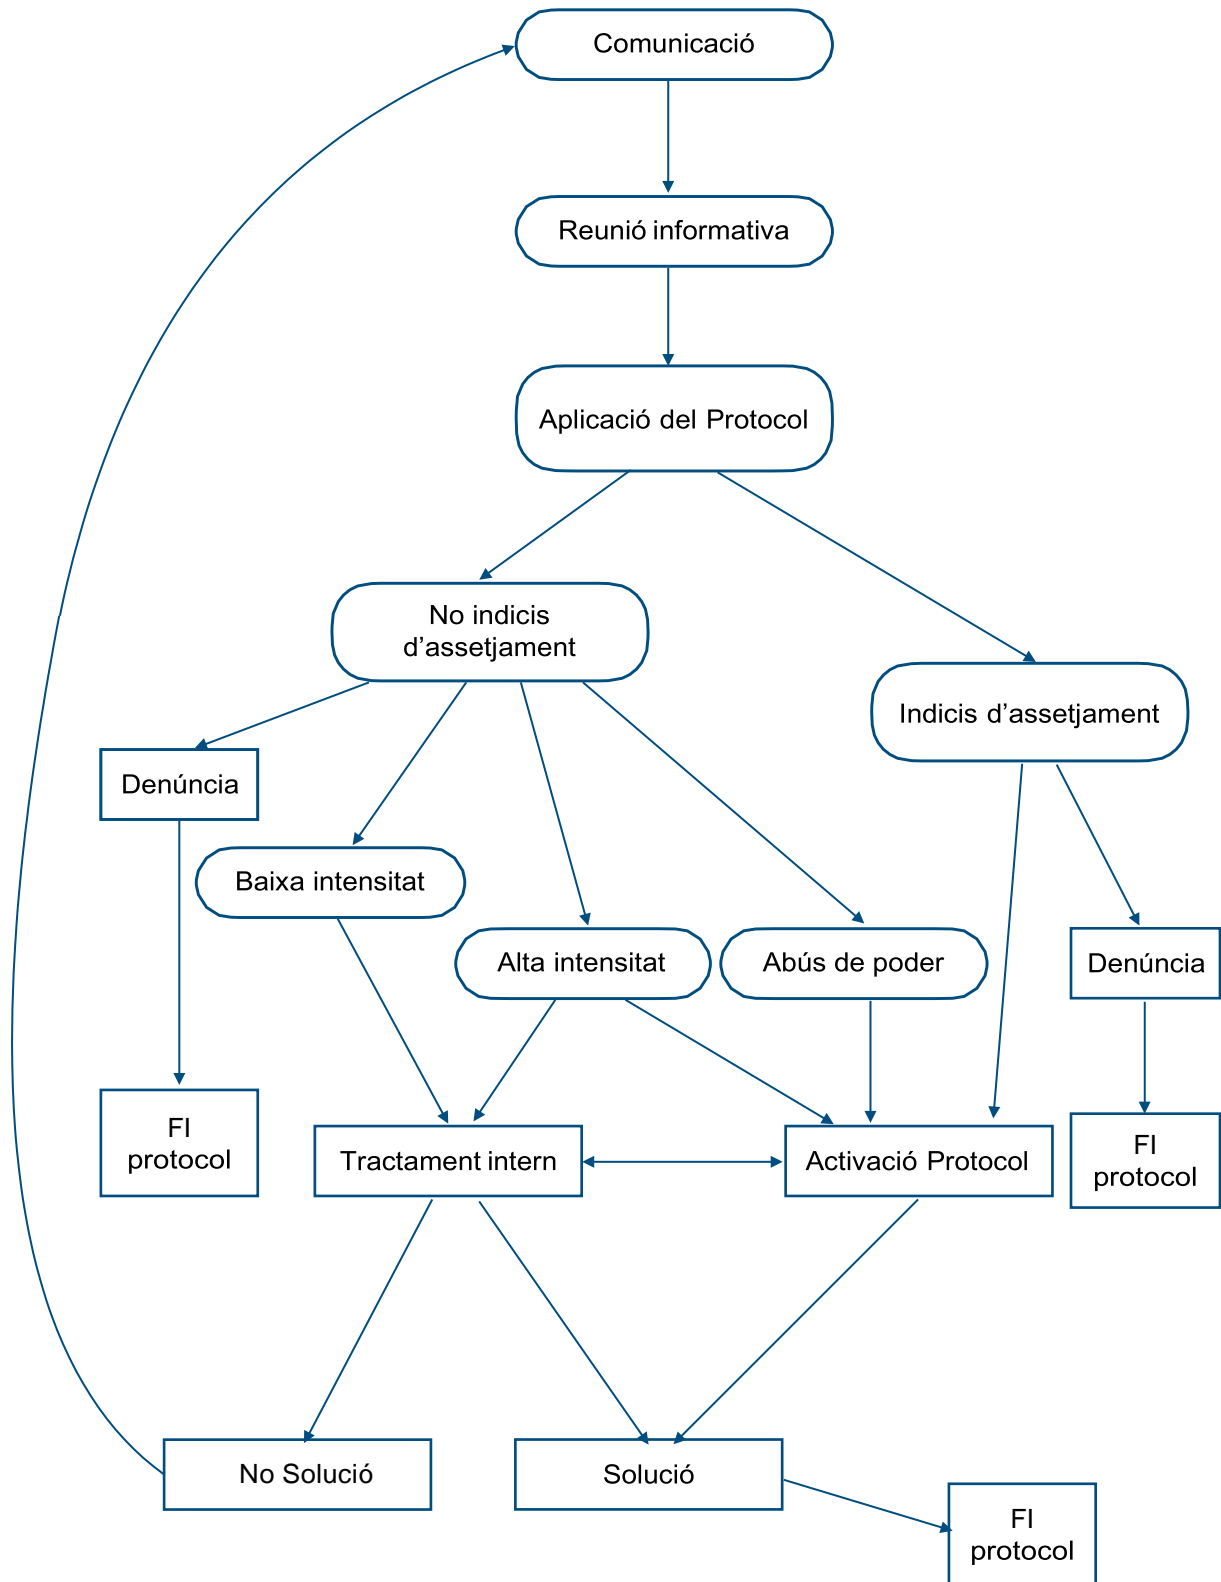 Comunicació
Reunió informativa
Aplicació del Protocol
No indicis
d’assetjament
Indicis d’assetjament
Denúncia
Baixa intensitat
Alta intensitat
Abús de poder
Denúncia
FI
protocol
Tractament intern
Activació Protocol
FI
protocol
No Solució
Solució
FI
protocol